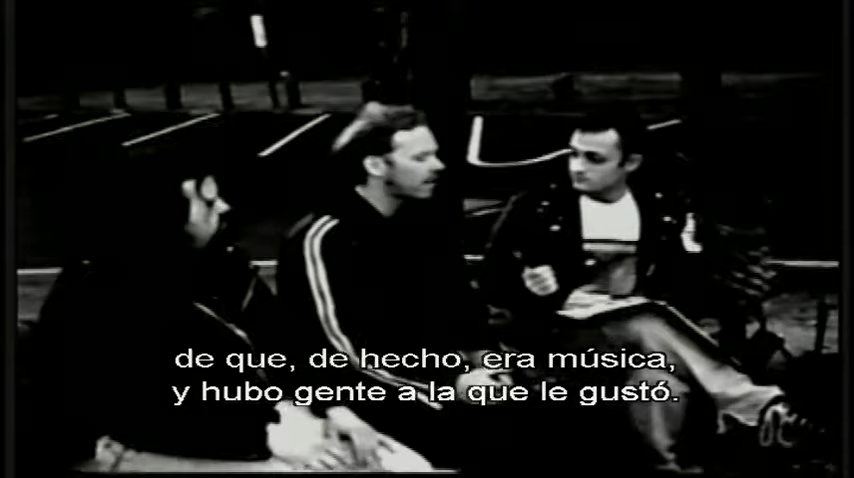 de que, de hecho, era música,
y hubo gente a la que le gustó.